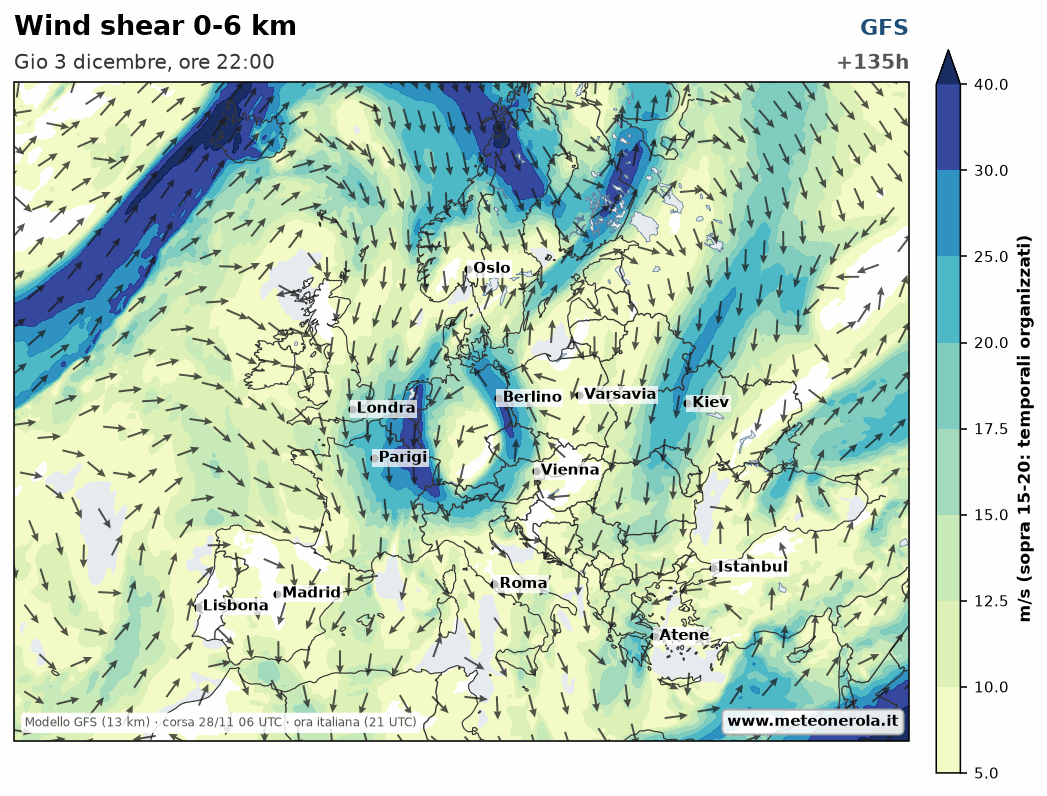 Wind shear 0-6 km
GFS
Gio 3 dicembre, ore 22:00
+135h
40.0
30.0
25.0
20.0
17.5
15.0
12.5
10.0
5.0
m/s (sopra 15-20: temporali organizzati)
Oslo
Londra
Berlino
Varsavia
Kiev
Parigi
Vienna
Istanbul
Roma
Madrid
Lisbona
Atene
Modello GFS (13 km) · corsa 28/11 06 UTC · ora italiana (21 UTC)
www.meteonerola.it